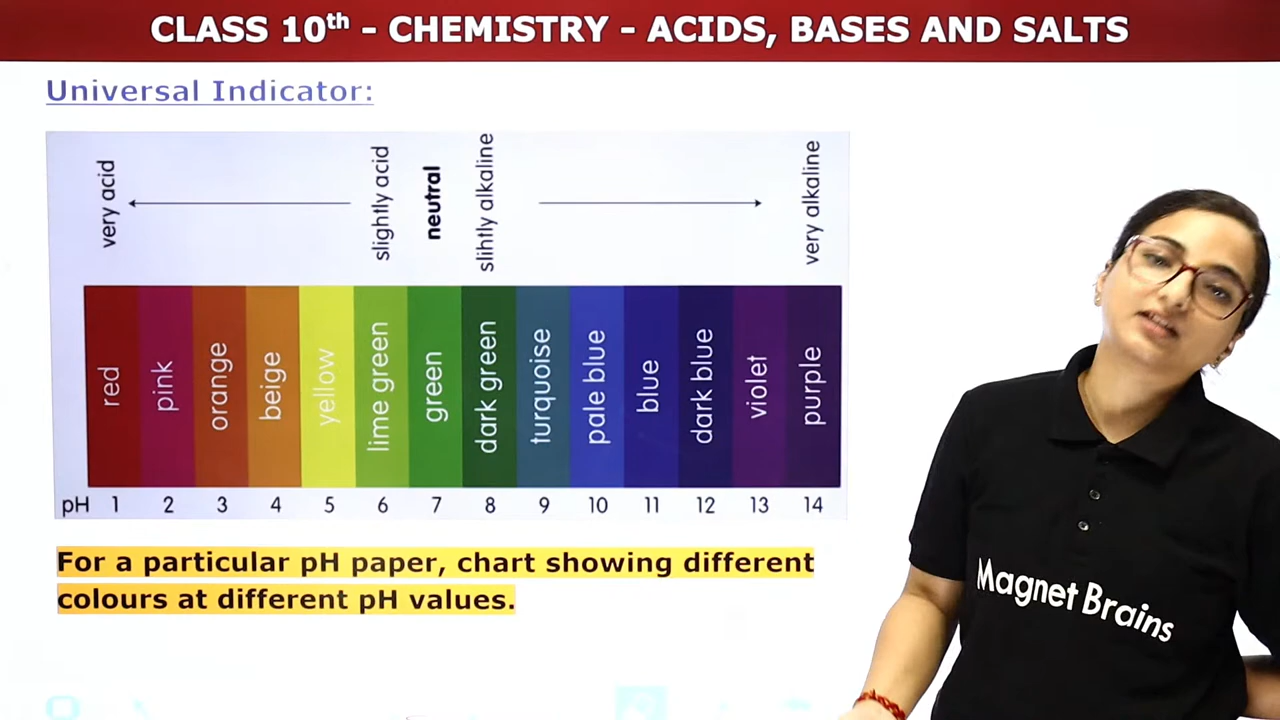 CLASS 10th - CHEMISTRY - ACIDS, BASES AND SALTS
Universal Indicator:
very acid
slightly acid
neutral
slihtly alkaline
very alkaline
red
pink
orange
beige
yellow
lime green
green
dark green
turquoise
pale blue
blue
dark blue
violet
purple
pH 1 2 3 4 5 6 7 8 9 10 11 12 13 14
For a particular pH paper, chart showing different
colours at different pH values.
Magnet Brains